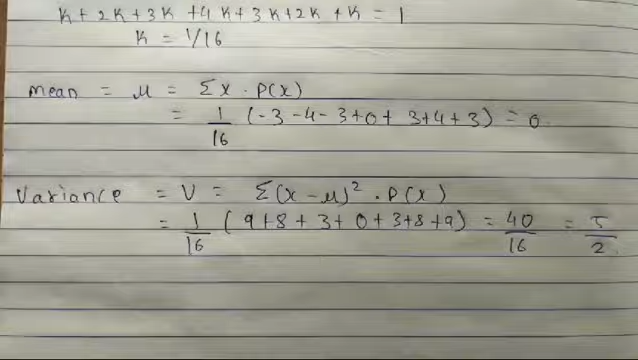 k + 2k + 3k + 4k + 3k + 2k + k = 1
k = 1/16
mean = μ = Σx . P(x)
= 1/16 (-3-4-3+0+3+4+3) = 0
Variance = V = Σ(x-μ)² . P(x)
= 1/16 (9+8+3+0+3+8+9) = 40/16 = 5/2